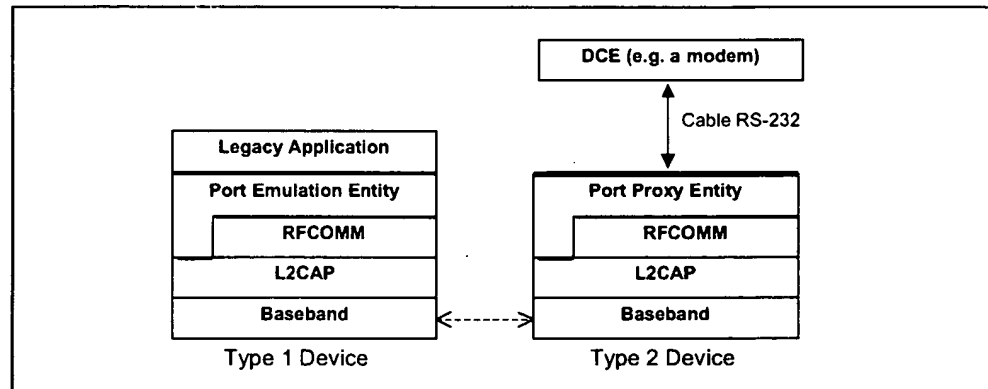 DCE (e.g. a modem)
Cable RS-232
Legacy Application
Port Emulation Entity
RFCOMM
L2CAP
Baseband
Type 1 Device
Port Proxy Entity
RFCOMM
L2CAP
Baseband
Type 2 Device